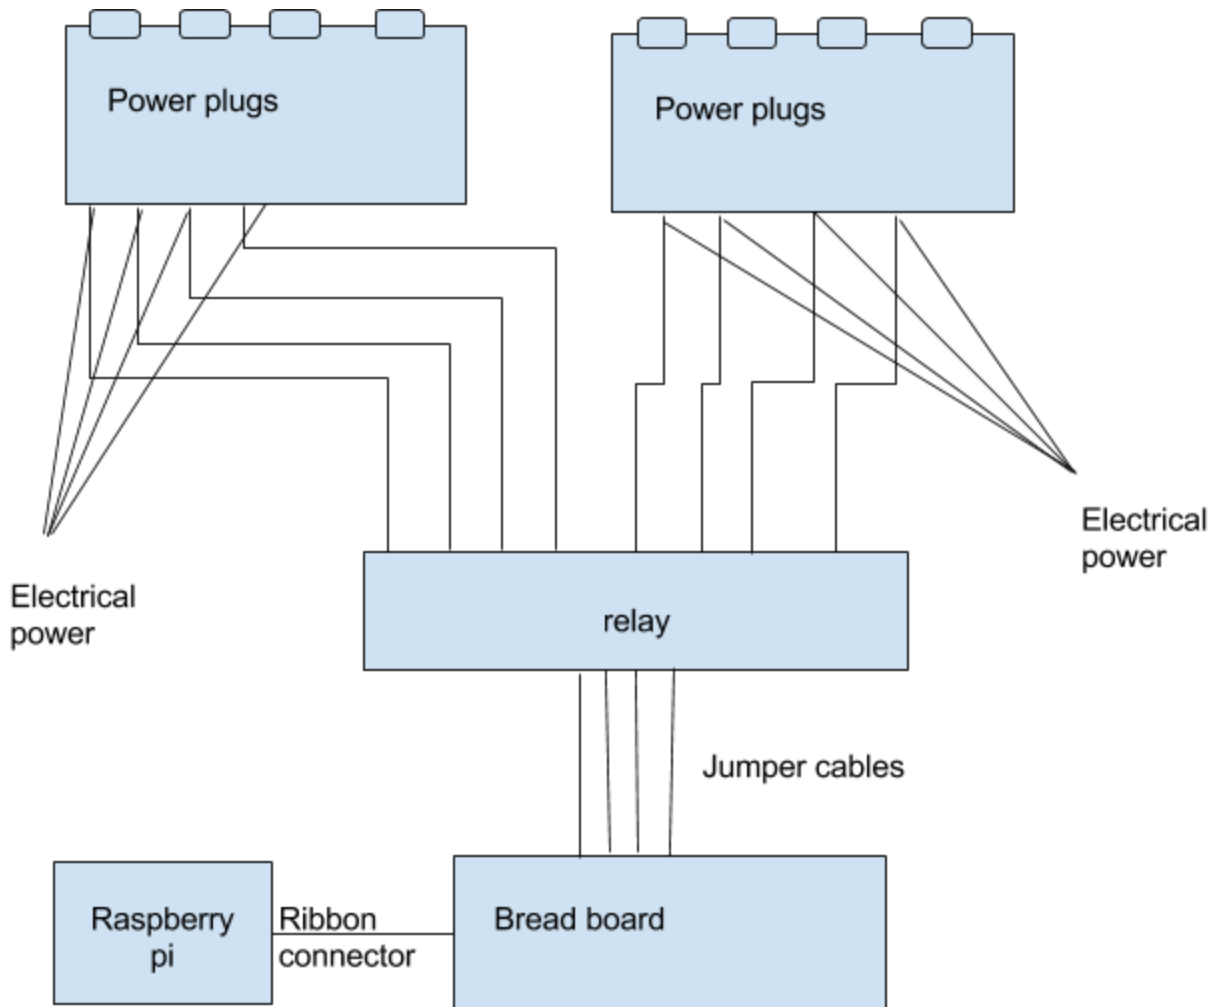 Power plugs
Power plugs
Electrical
power
Electrical
power
relay
Jumper cables
Raspberry
pi
Ribbon
connector
Bread board